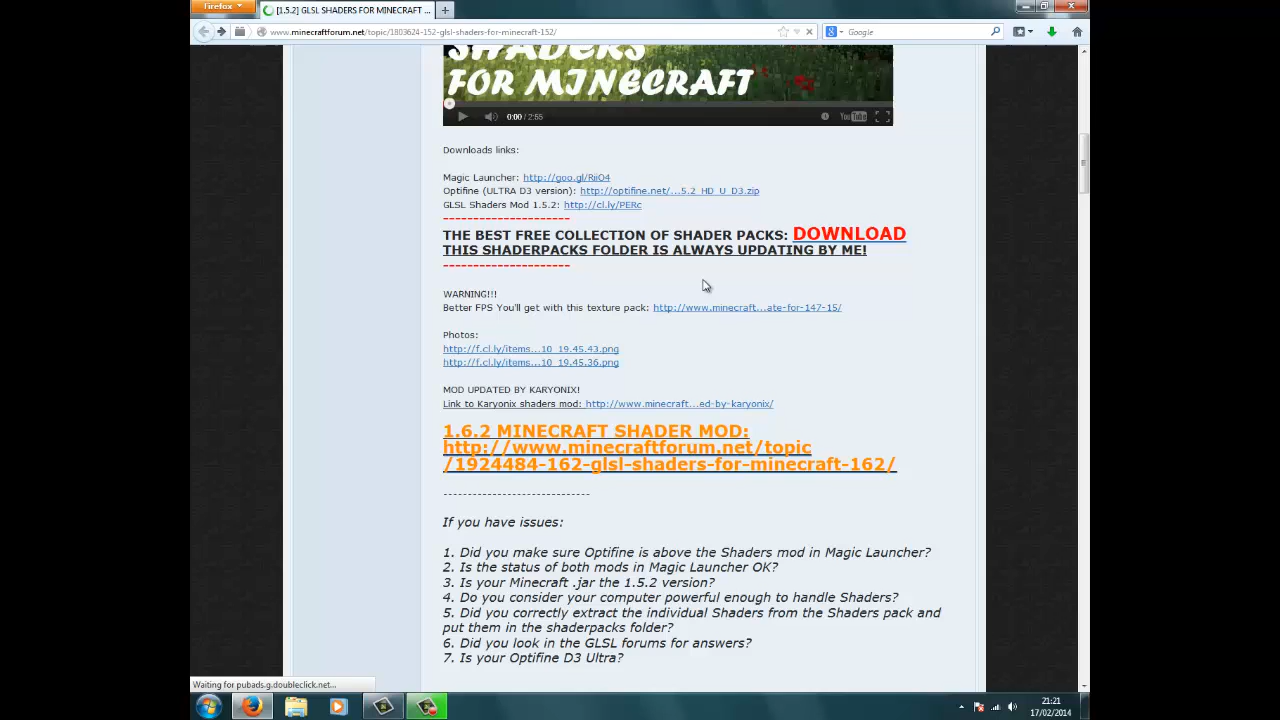 Firefox
[1.5.2] GLSL SHADERS FOR MINECRAFT ...
www.minecraftforum.net/topic/1803624-152-glsl-shaders-for-minecraft-152/
Google
SHADERS
FOR MINECRAFT
0:00 / 2:55
YouTube
Downloads links:
Magic Launcher: http://goo.gl/RiiO4
Optifine (ULTRA D3 version): http://optifine.net/...5.2_HD_U_D3.zip
GLSL Shaders Mod 1.5.2: http://cl.ly/PERc
---------------------
THE BEST FREE COLLECTION OF SHADER PACKS: DOWNLOAD
THIS SHADERPACKS FOLDER IS ALWAYS UPDATING BY ME!
---------------------
WARNING!!!
Better FPS You'll get with this texture pack: http://www.minecraft...ate-for-147-15/
Photos:
http://f.cl.ly/items...10_19.45.43.png
http://f.cl.ly/items...10_19.45.36.png
MOD UPDATED BY KARYONIX!
Link to Karyonix shaders mod: http://www.minecraft...ed-by-karyonix/
1.6.2 MINECRAFT SHADER MOD:
http://www.minecraftforum.net/topic
/1924484-162-glsl-shaders-for-minecraft-162/
-----------------------------
If you have issues:
1. Did you make sure Optifine is above the Shaders mod in Magic Launcher?
2. Is the status of both mods in Magic Launcher OK?
3. Is your Minecraft .jar the 1.5.2 version?
4. Do you consider your computer powerful enough to handle Shaders?
5. Did you correctly extract the individual Shaders from the Shaders pack and
put them in the shaderpacks folder?
6. Did you look in the GLSL forums for answers?
7. Is your Optifine D3 Ultra?
Waiting for pubads.g.doubleclick.net...
21:21
17/02/2014